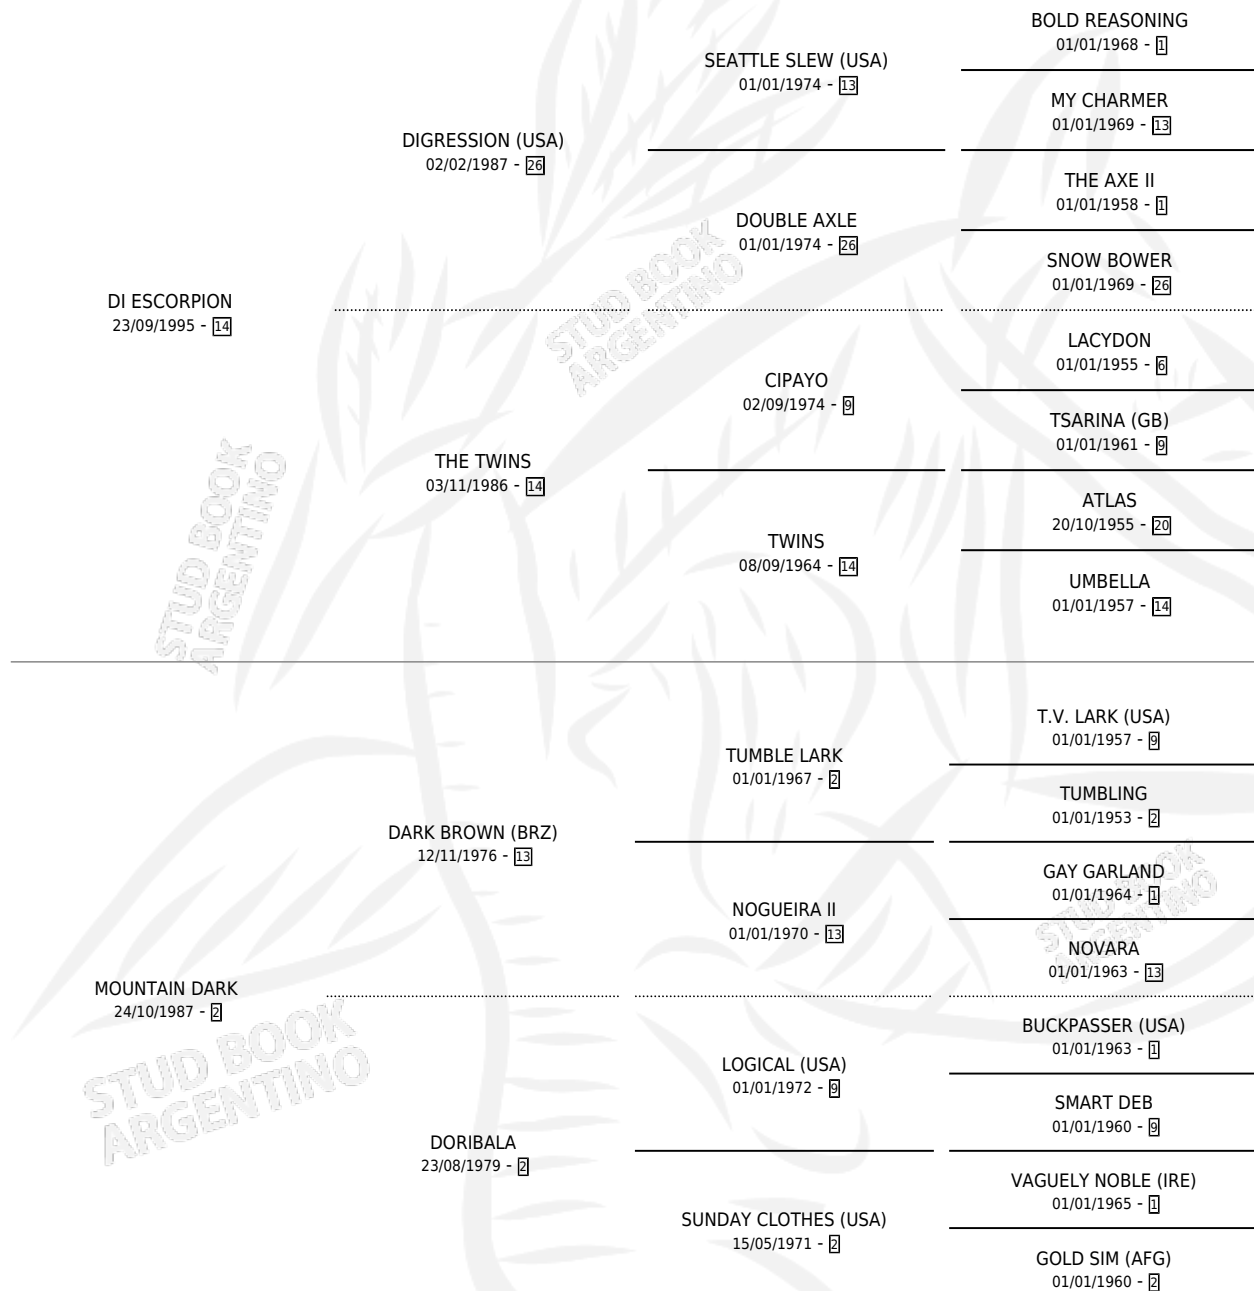 BOLD REASONING
01/01/1968 - 1
SEATTLE SLEW (USA)
01/01/1974 - 13
MY CHARMER
01/01/1969 - 13
DIGRESSION (USA)
02/02/1987 - 26
THE AXE II
01/01/1958 - 1
DOUBLE AXLE
01/01/1974 - 26
SNOW BOWER
01/01/1969 - 26
DI ESCORPION
23/09/1995 - 14
LACYDON
01/01/1955 - 6
CIPAYO
02/09/1974 - 9
TSARINA (GB)
01/01/1961 - 9
THE TWINS
03/11/1986 - 14
ATLAS
20/10/1955 - 20
TWINS
08/09/1964 - 14
UMBELLA
01/01/1957 - 14
T.V. LARK (USA)
01/01/1957 - 9
TUMBLE LARK
01/01/1967 - 2
TUMBLING
01/01/1953 - 2
DARK BROWN (BRZ)
12/11/1976 - 13
GAY GARLAND
01/01/1964 - 1
NOGUEIRA II
01/01/1970 - 13
NOVARA
01/01/1963 - 13
MOUNTAIN DARK
24/10/1987 - 2
BUCKPASSER (USA)
01/01/1963 - 1
LOGICAL (USA)
01/01/1972 - 9
SMART DEB
01/01/1960 - 9
DORIBALA
23/08/1979 - 2
VAGUELY NOBLE (IRE)
01/01/1965 - 1
SUNDAY CLOTHES (USA)
15/05/1971 - 2
GOLD SIM (AFG)
01/01/1960 - 2
STUD BOOK
ARGENTINO
STUD BOOK
ARGENTINO
STUD BOOK
ARGENTINO
STUD BOOK
ARGENTINO